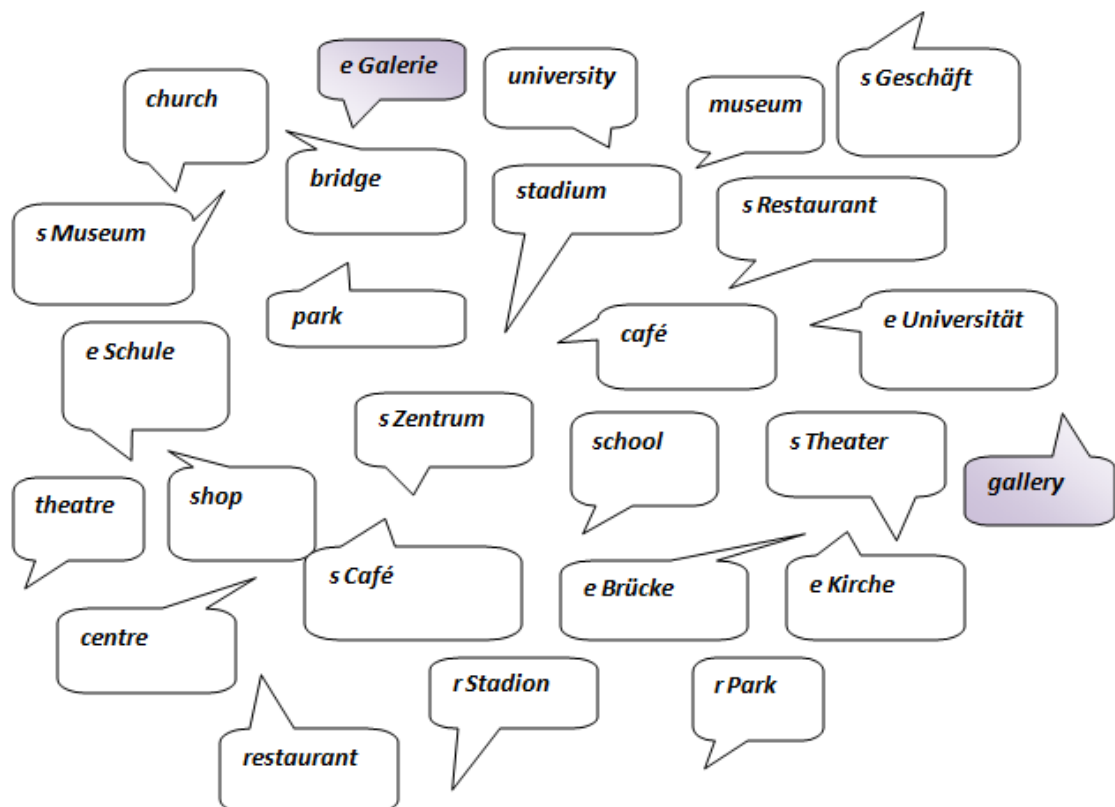 e Galerie
university
s Geschäft
church
museum
bridge
stadium
s Restaurant
s Museum
park
café
e Universität
e Schule
s Zentrum
school
s Theater
gallery
theatre
shop
s Café
e Brücke
e Kirche
centre
r Stadion
r Park
restaurant